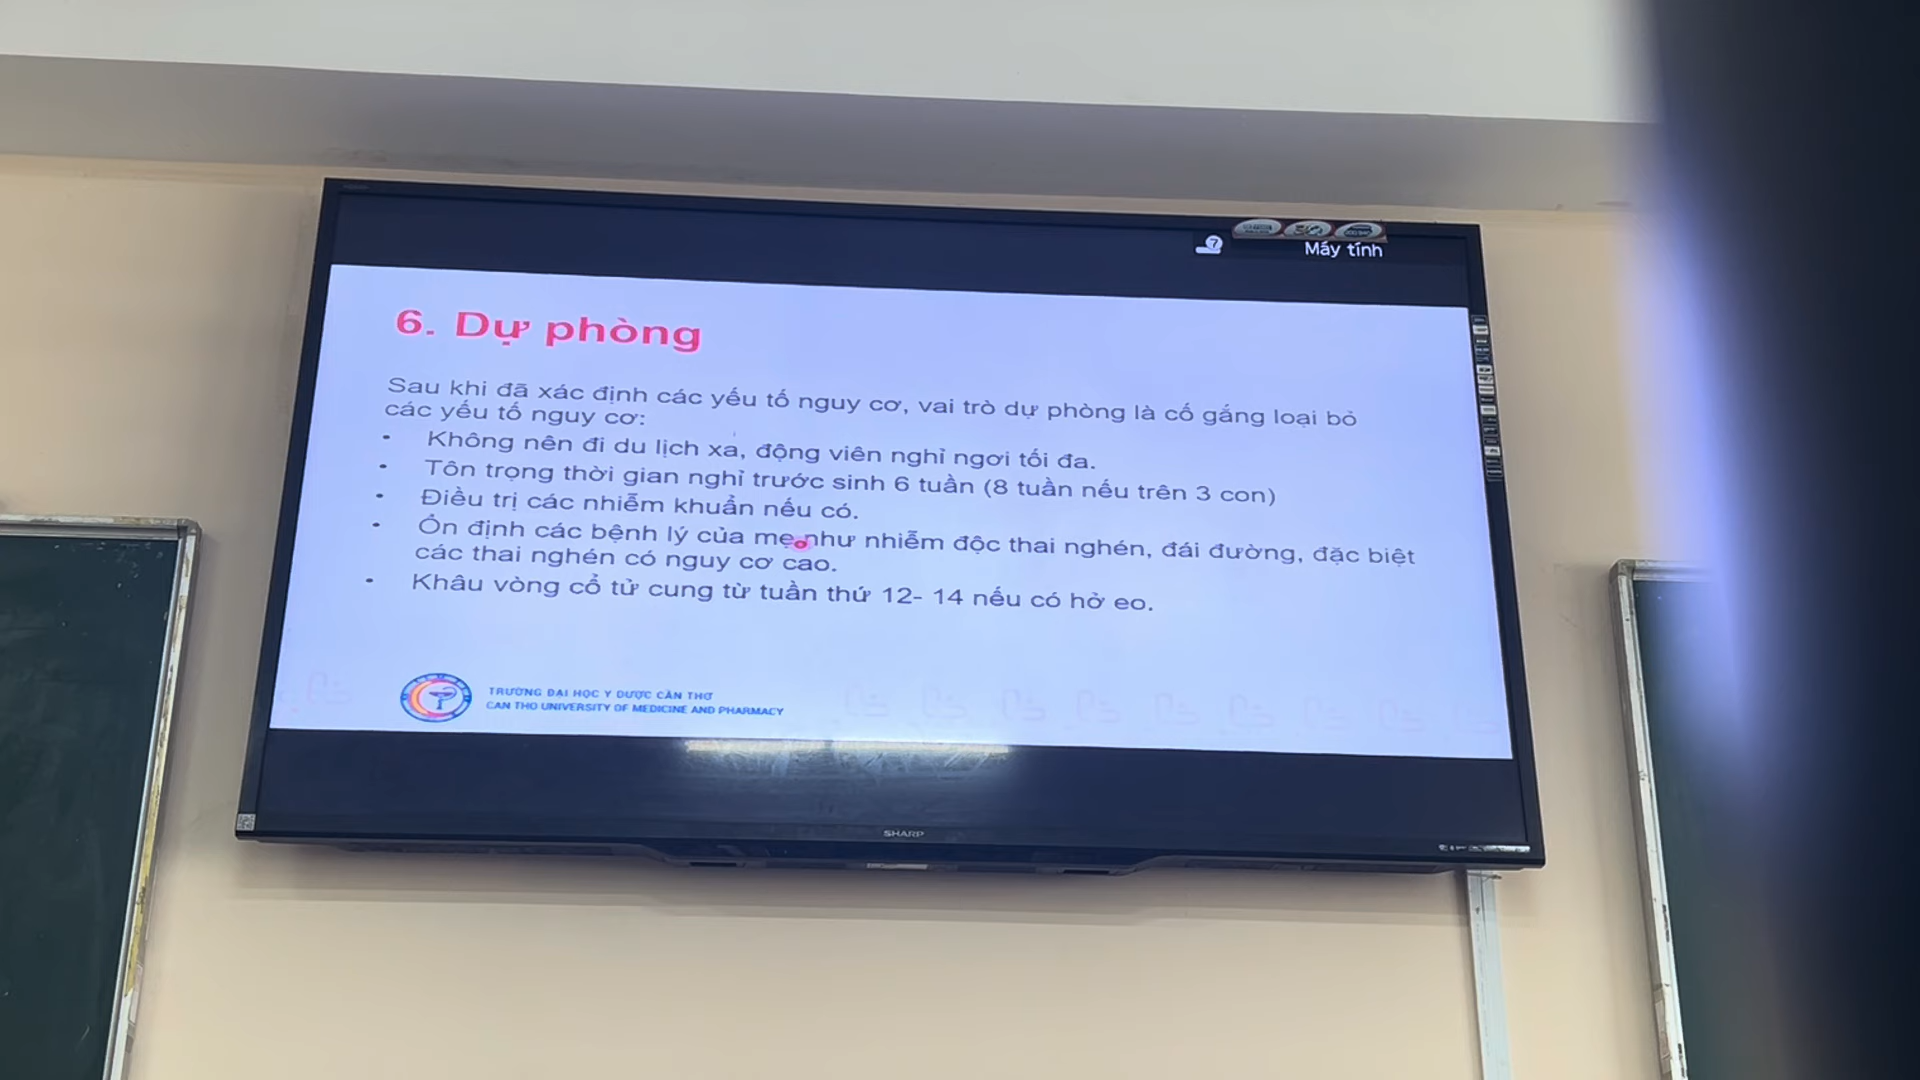 Máy tính
6. Dự phòng
Sau khi đã xác định các yếu tố nguy cơ, vai trò dự phòng là cố gắng loại bỏ
các yếu tố nguy cơ:
• Không nên đi du lịch xa, động viên nghỉ ngơi tối đa.
• Tôn trọng thời gian nghỉ trước sinh 6 tuần (8 tuần nếu trên 3 con)
• Điều trị các nhiễm khuẩn nếu có.
• Ổn định các bệnh lý của mẹ như nhiễm độc thai nghén, đái đường, đặc biệt
các thai nghén có nguy cơ cao.
• Khâu vòng cổ tử cung từ tuần thứ 12- 14 nếu có hở eo.
TRƯỜNG ĐẠI HỌC Y DƯỢC CẦN THƠ
CAN THO UNIVERSITY OF MEDICINE AND PHARMACY
SHARP